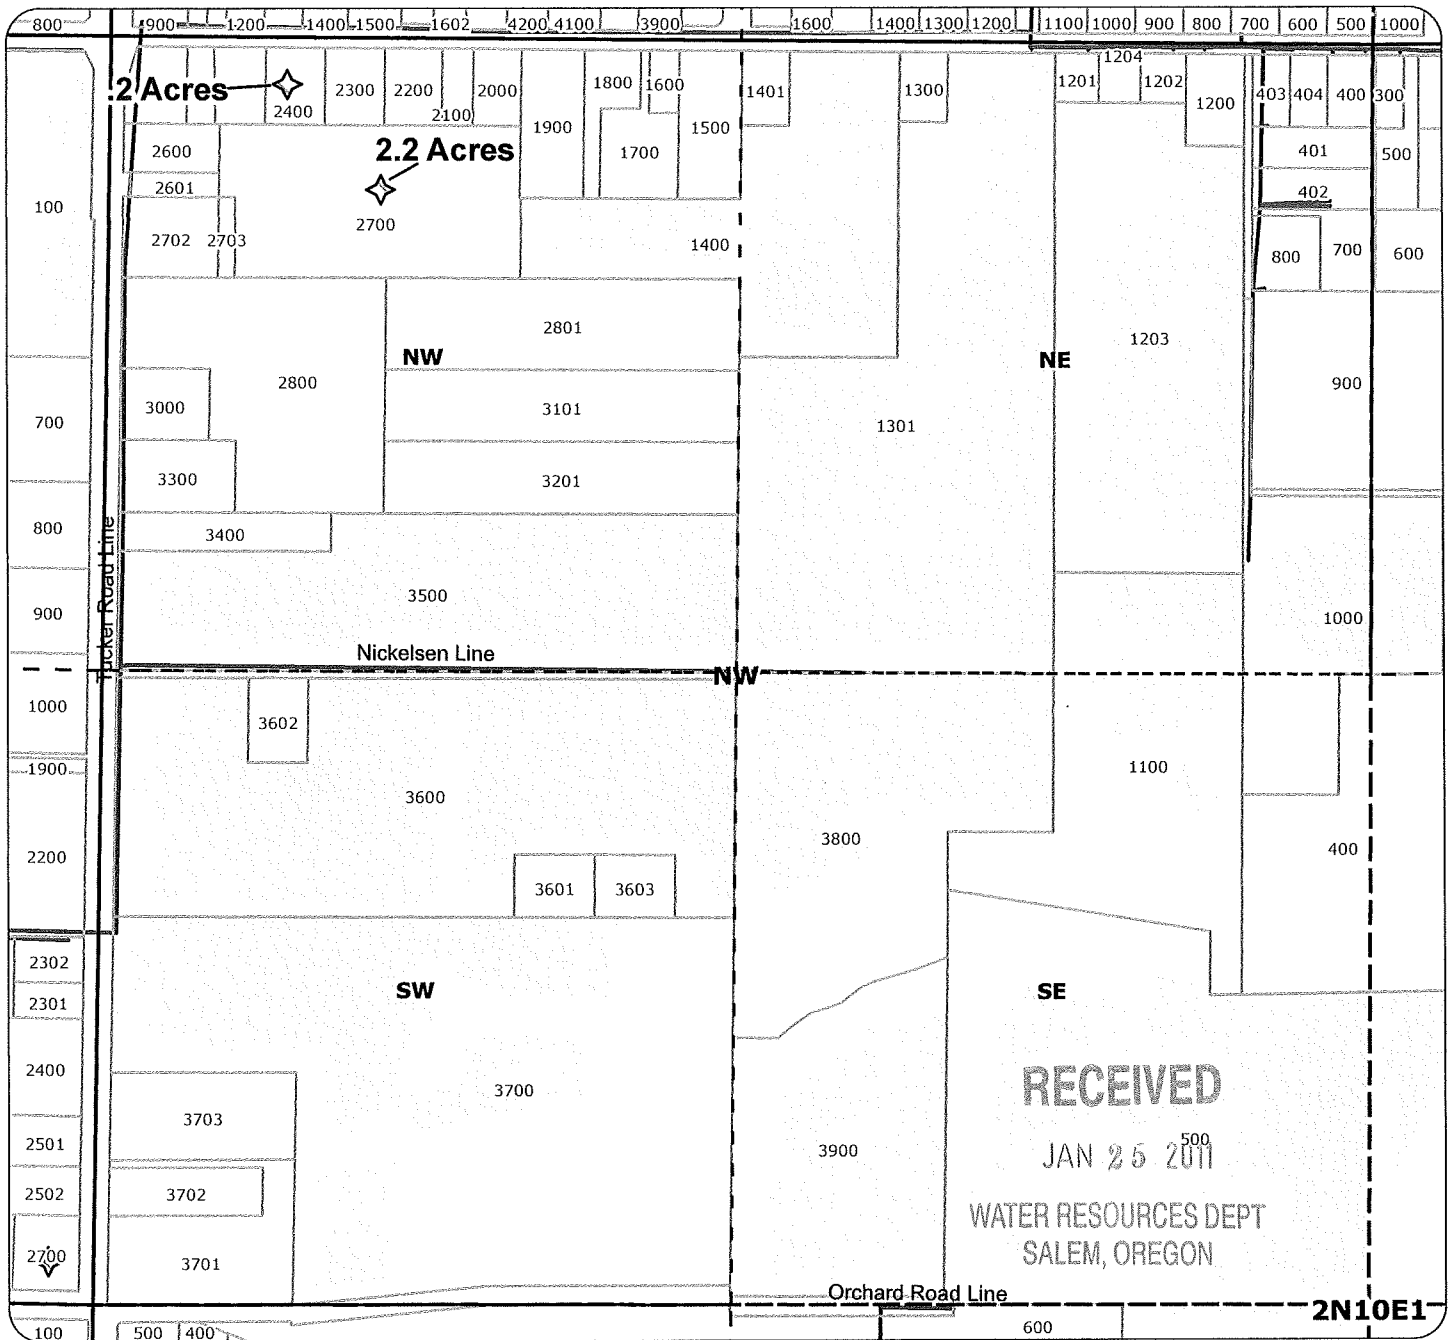 800 900 1200 1400 1500 1602 4200 4100 3900 1600 1400 1300 1200 1100 1000 900 800 700 600 500 1000
.2 Acres 2400 2300 2200 2100 2000 1900 1800 1600 1700 1500 1401 1300 1201 1204 1202 1200 403 404 400 300
2600 2.2 Acres 401 500
2601 402
100 2702 2703 2700 1400 800 700 600
2801
NW NE 1203
2800 900
3000 3101
700 1301
3300 3201
800 3400
Tucker Road Line
900 3500 1000
Nickelsen Line
NW
1000 3602
1900 1100
3600
2200 3800 400
3601 3603
2302
2301 SW SE
2400 3700 RECEIVED
3703
2501 3900 500
JAN 25 2011
2502 3702
WATER RESOURCES DEPT
2700 3701 SALEM, OREGON
Orchard Road Line
2N10E1
100 500 400 600